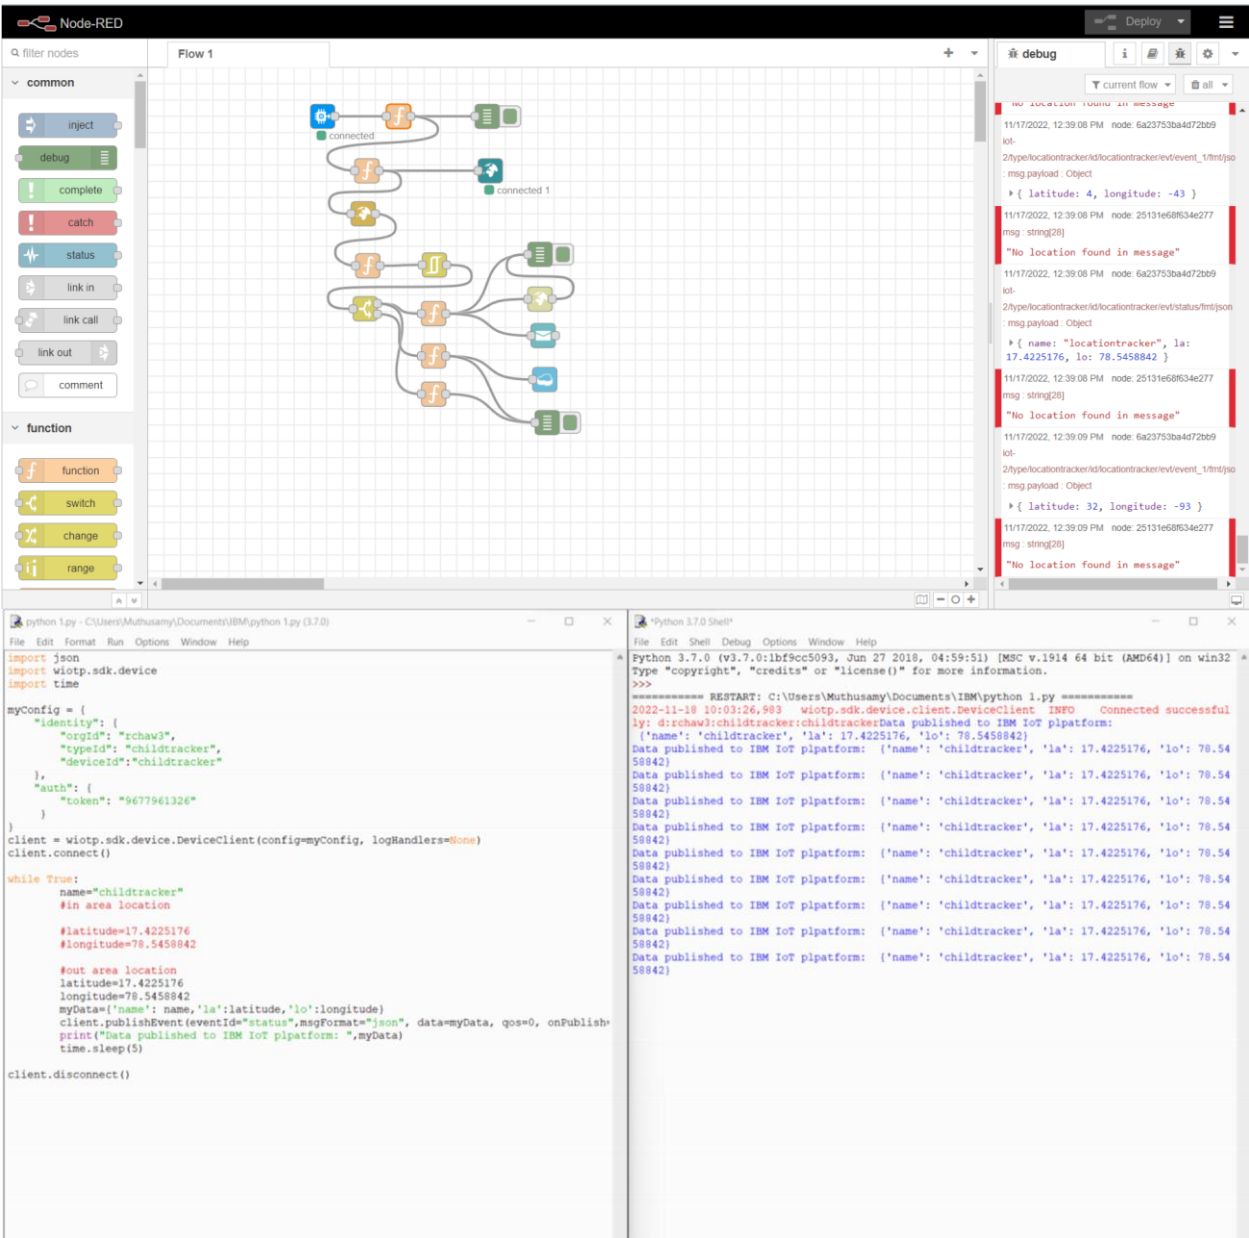 Node-RED
Deploy
filter nodes
common
inject
debug
complete
catch
status
link in
link call
link out
comment
function
function
switch
change
range
Flow 1
connected
connected 1
debug
i
current flow
all
No location found in message
11/17/2022, 12:39:08 PM node: 6a23753ba4d72bb9
iot-
2/type/locationtracker/id/locationtracker/evt/event_1/fmt/jso
: msg.payload : Object
{ latitude: 4, longitude: -43 }
11/17/2022, 12:39:08 PM node: 25131e68f634e277
msg : string[28]
"No location found in message"
11/17/2022, 12:39:08 PM node: 6a23753ba4d72bb9
iot-
2/type/locationtracker/id/locationtracker/evt/status/fmt/json
: msg.payload : Object
{ name: "locationtracker", la:
17.4225176, lo: 78.5458842 }
11/17/2022, 12:39:08 PM node: 25131e68f634e277
msg : string[28]
"No location found in message"
11/17/2022, 12:39:09 PM node: 6a23753ba4d72bb9
iot-
2/type/locationtracker/id/locationtracker/evt/event_1/fmt/jso
: msg.payload : Object
{ latitude: 32, longitude: -93 }
11/17/2022, 12:39:09 PM node: 25131e68f634e277
msg : string[28]
"No location found in message"
python 1.py - C:\Users\Muthusamy\Documents\IBM\python 1.py (3.7.0)
File Edit Format Run Options Window Help
import json
import wiotp.sdk.device
import time
myConfig = {
"identity": {
"orgId": "rchaw3",
"typeId": "childtracker",
"deviceId":"childtracker"
},
"auth": {
"token": "9677961326"
}
}
client = wiotp.sdk.device.DeviceClient(config=myConfig, logHandlers=None)
client.connect()
while True:
name="childtracker"
#in area location
#latitude=17.4225176
#longitude=78.5458842
#out area location
latitude=17.4225176
longitude=78.5458842
myData={'name': name,'la':latitude,'lo':longitude}
client.publishEvent(eventId="status",msgFormat="json", data=myData, qos=0, onPublish
print("Data published to IBM IoT plpatform: ",myData)
time.sleep(5)
client.disconnect()
*Python 3.7.0 Shell*
File Edit Shell Debug Options Window Help
Python 3.7.0 (v3.7.0:1bf9cc5093, Jun 27 2018, 04:59:51) [MSC v.1914 64 bit (AMD64)] on win32
Type "copyright", "credits" or "license()" for more information.
>>>
=========== RESTART: C:\Users\Muthusamy\Documents\IBM\python 1.py ===========
2022-11-18 10:03:26,983 wiotp.sdk.device.client.DeviceClient INFO Connected successful
ly: d:rchaw3:childtracker:childtrackerData published to IBM IoT plpatform:
{'name': 'childtracker', 'la': 17.4225176, 'lo': 78.5458842}
Data published to IBM IoT plpatform: {'name': 'childtracker', 'la': 17.4225176, 'lo': 78.54
58842}
Data published to IBM IoT plpatform: {'name': 'childtracker', 'la': 17.4225176, 'lo': 78.54
58842}
Data published to IBM IoT plpatform: {'name': 'childtracker', 'la': 17.4225176, 'lo': 78.54
58842}
Data published to IBM IoT plpatform: {'name': 'childtracker', 'la': 17.4225176, 'lo': 78.54
58842}
Data published to IBM IoT plpatform: {'name': 'childtracker', 'la': 17.4225176, 'lo': 78.54
58842}
Data published to IBM IoT plpatform: {'name': 'childtracker', 'la': 17.4225176, 'lo': 78.54
58842}
Data published to IBM IoT plpatform: {'name': 'childtracker', 'la': 17.4225176, 'lo': 78.54
58842}
Data published to IBM IoT plpatform: {'name': 'childtracker', 'la': 17.4225176, 'lo': 78.54
58842}
Data published to IBM IoT plpatform: {'name': 'childtracker', 'la': 17.4225176, 'lo': 78.54
58842}